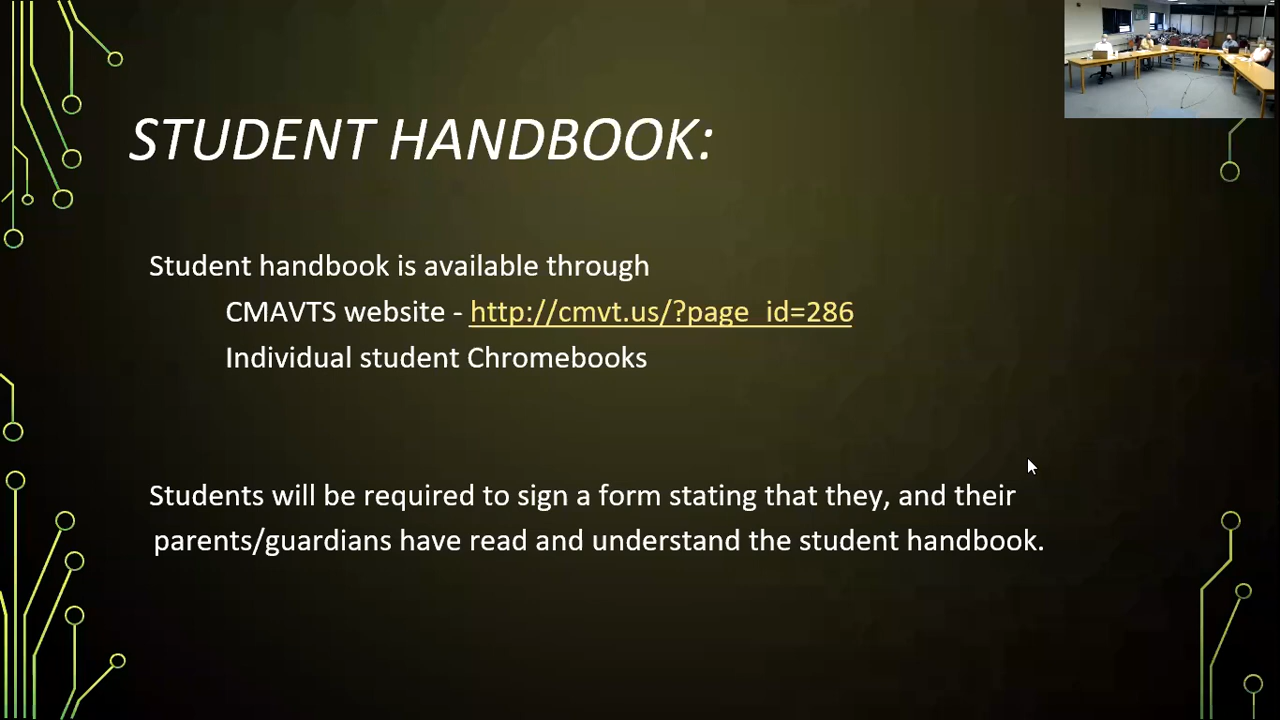 STUDENT HANDBOOK:
Student handbook is available through
CMAVTS website - http://cmvt.us/?page_id=286
Individual student Chromebooks
Students will be required to sign a form stating that they, and their
parents/guardians have read and understand the student handbook.